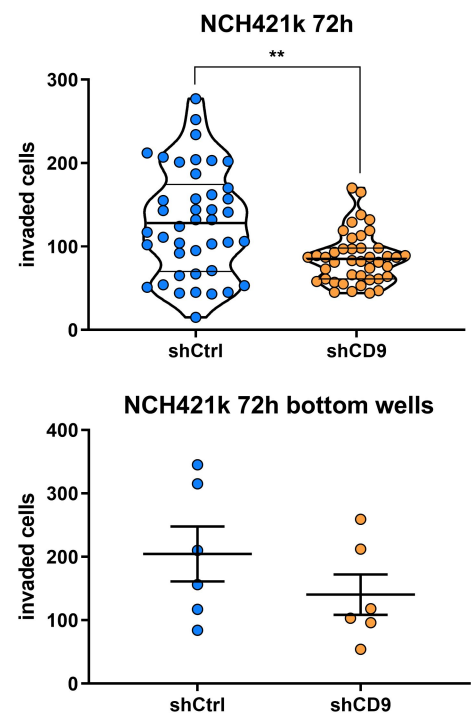 NCH421k 72h
**
300
200
100
0
invaded cells
shCtrl
shCD9
NCH421k 72h bottom wells
400
300
200
100
0
invaded cells
shCtrl
shCD9